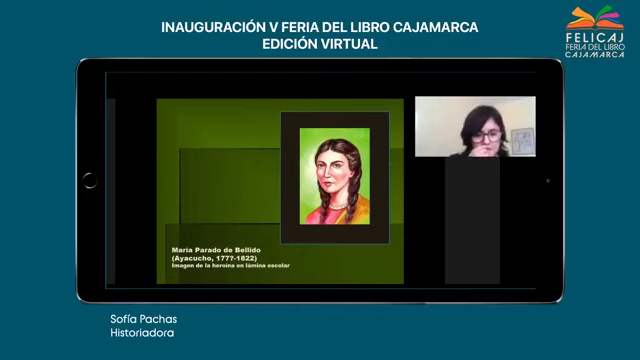 INAUGURACIÓN V FERIA DEL LIBRO CAJAMARCA
EDICIÓN VIRTUAL
FELICAJ
FERIA DEL LIBRO
CAJAMARCA
María Parado de Bellido
(Ayacucho, 177?-1822)
Imagen de la heroína en lámina escolar
Sofía Pachas
Historiadora